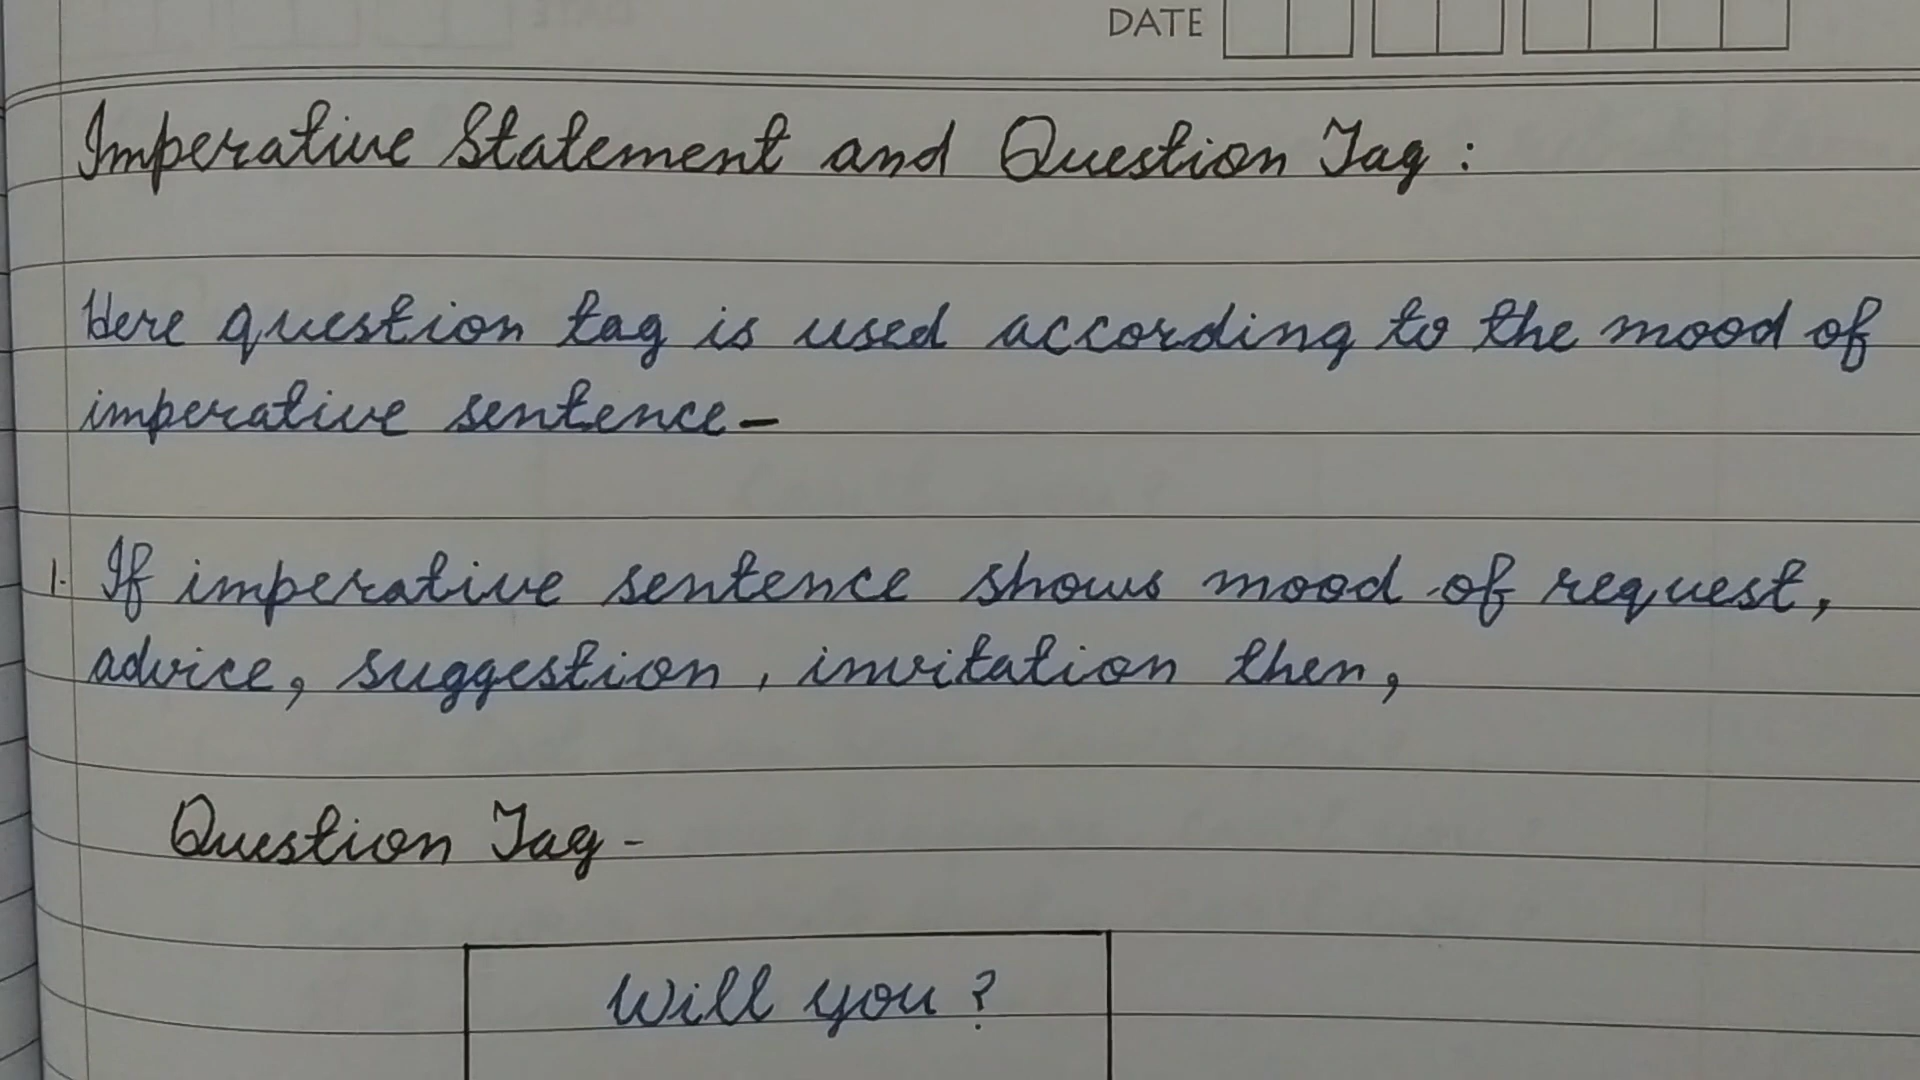 DATE
Imperative Statement and Question Tag :
Here question tag is used according to the mood of
imperative sentence -
1. If imperative sentence shows mood of request,
advice, suggestion, invitation then,
Question Tag -
Will you ?